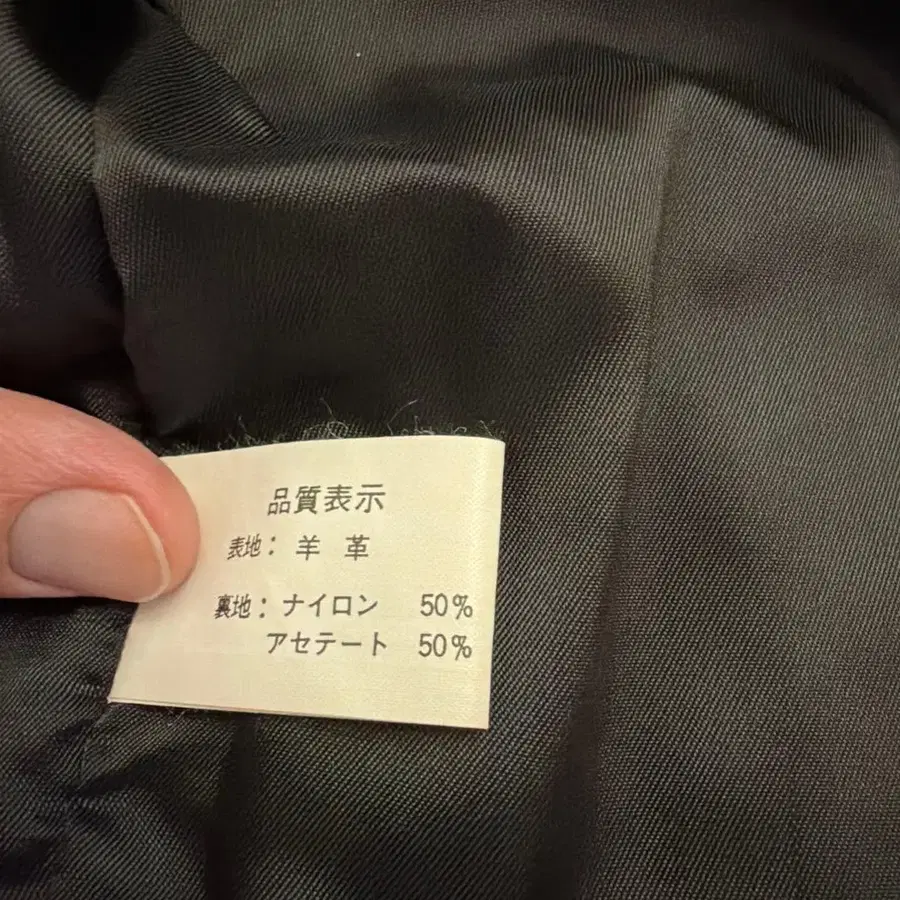 品質表示
表地：羊 革
裏地：ナイロン 50%
アセテート 50%